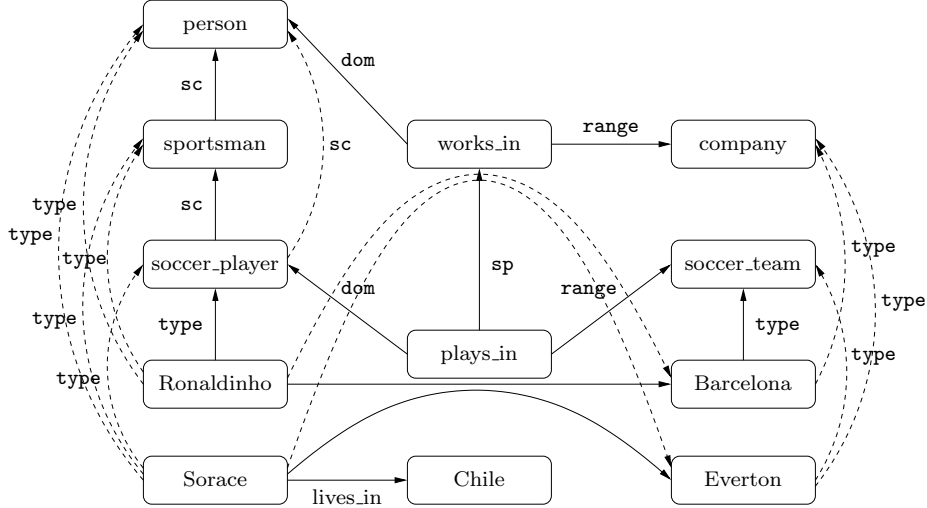 person
dom
sc
sportsman
sc
works_in
range
company
type
type
sc
type
type
soccer_player
dom
sp
range
soccer_team
type
type
type
plays_in
type
type
type
Ronaldinho
Barcelona
Sorace
lives_in
Chile
Everton